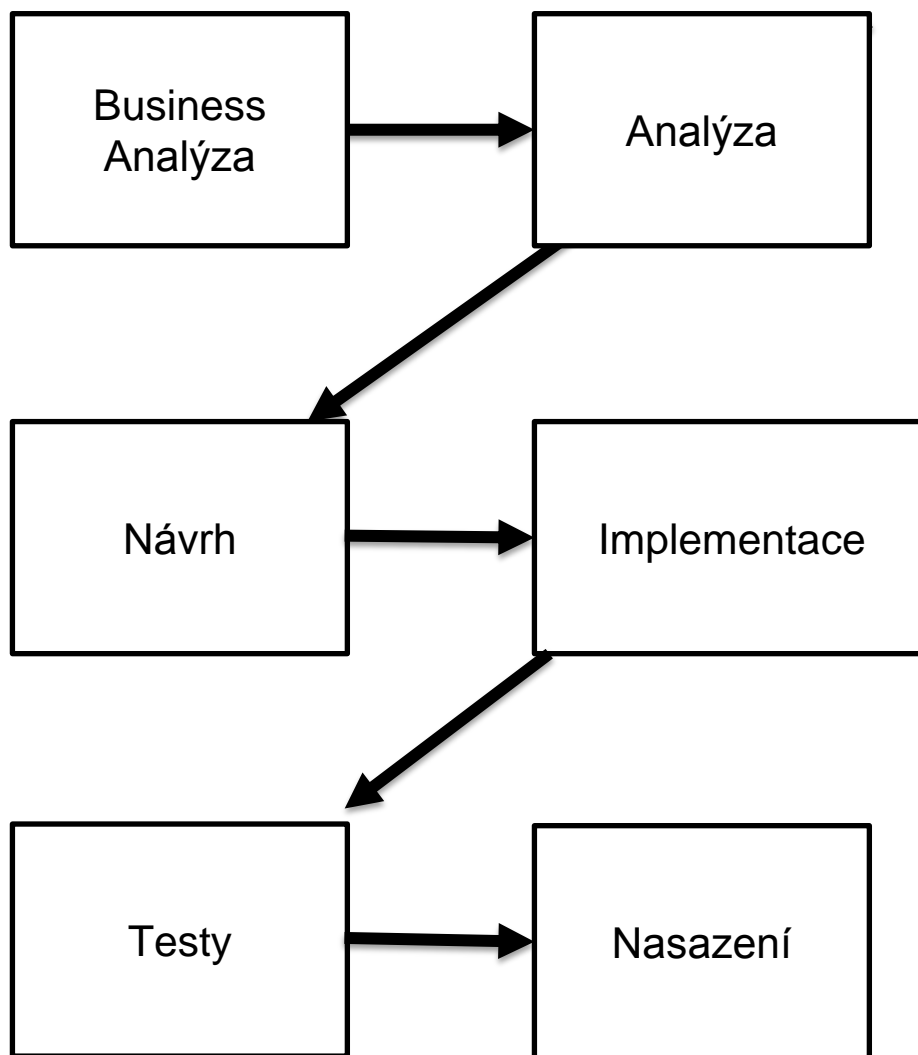 Business
Analýza
Analýza
Návrh
Implementace
Testy
Nasazení